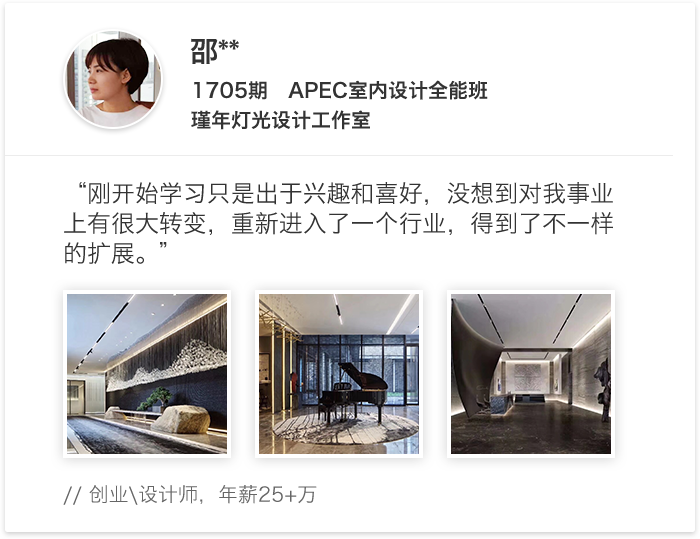 邵**
1705期 APEC室内设计全能班
瑾年灯光设计工作室
“刚开始学习只是出于兴趣和喜好，没想到对我事业
上有很大转变，重新进入了一个行业，得到了不一样
的扩展。”
// 创业\设计师，年薪25+万